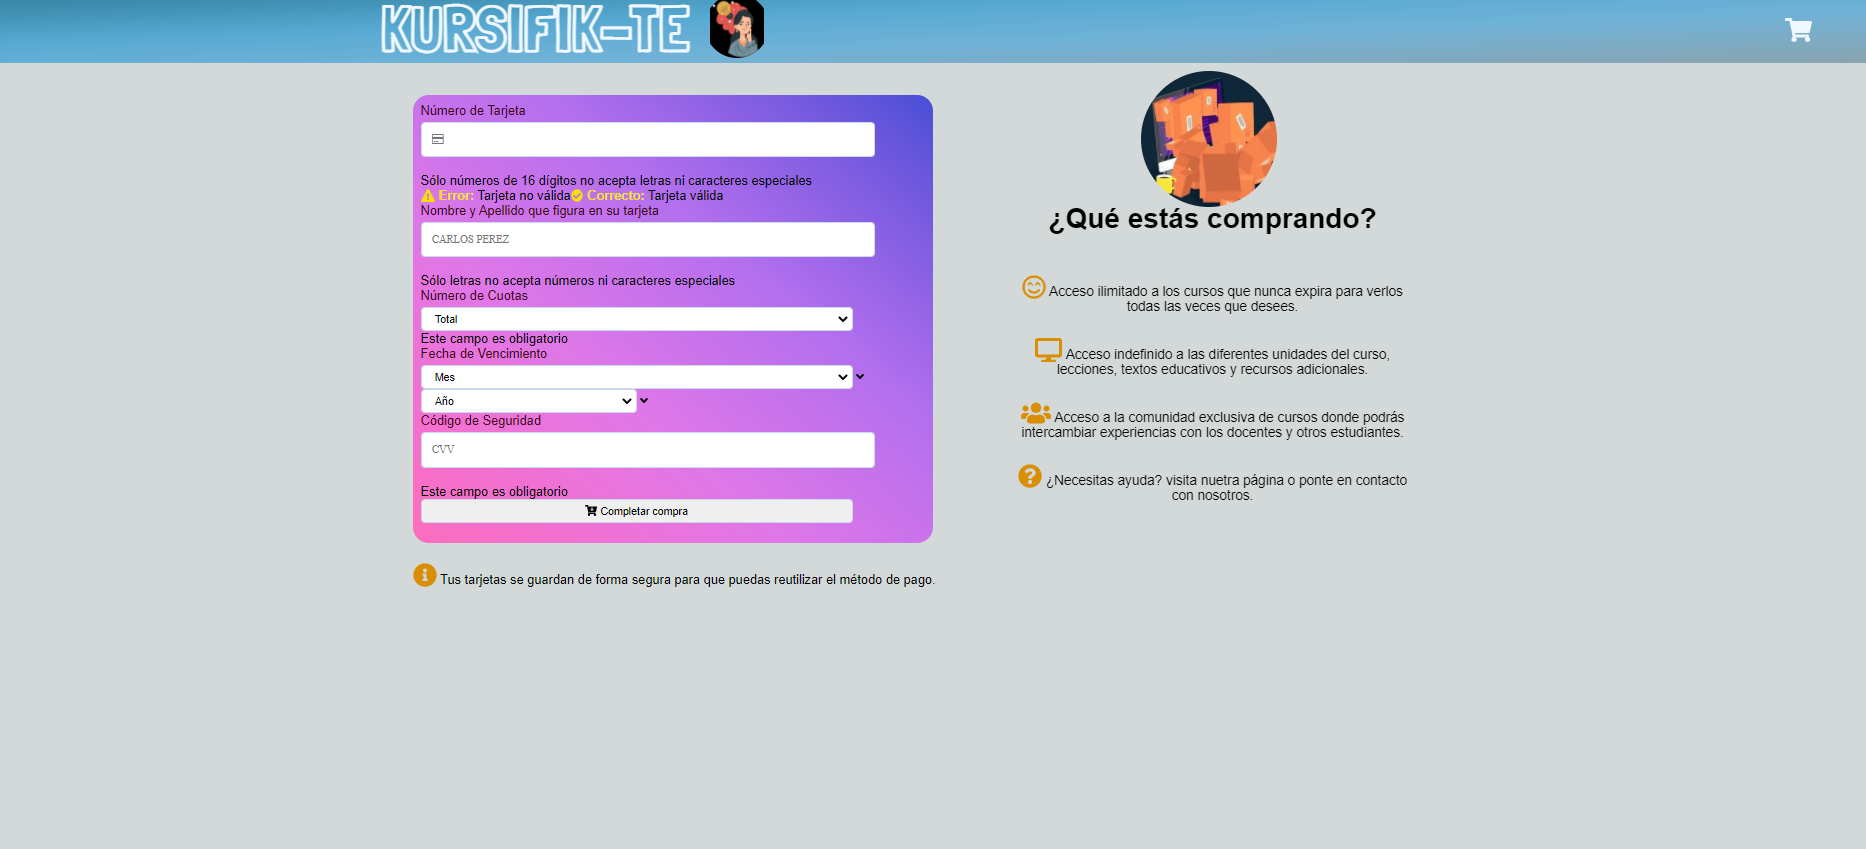 KURSIFIK-TE
Número de Tarjeta
Sólo números de 16 dígitos no acepta letras ni caracteres especiales
Error: Tarjeta no válida Correcto: Tarjeta válida
Nombre y Apellido que figura en su tarjeta
CARLOS PEREZ
Sólo letras no acepta números ni caracteres especiales
Número de Cuotas
Total
Este campo es obligatorio
Fecha de Vencimiento
Mes
Año
Código de Seguridad
CVV
Este campo es obligatorio
Completar compra
Tus tarjetas se guardan de forma segura para que puedas reutilizar el método de pago.
¿Qué estás comprando?
Acceso ilimitado a los cursos que nunca expira para verlos
todas las veces que desees.
Acceso indefinido a las diferentes unidades del curso,
lecciones, textos educativos y recursos adicionales.
Acceso a la comunidad exclusiva de cursos donde podrás
intercambiar experiencias con los docentes y otros estudiantes.
¿Necesitas ayuda? visita nuetra página o ponte en contacto
con nosotros.